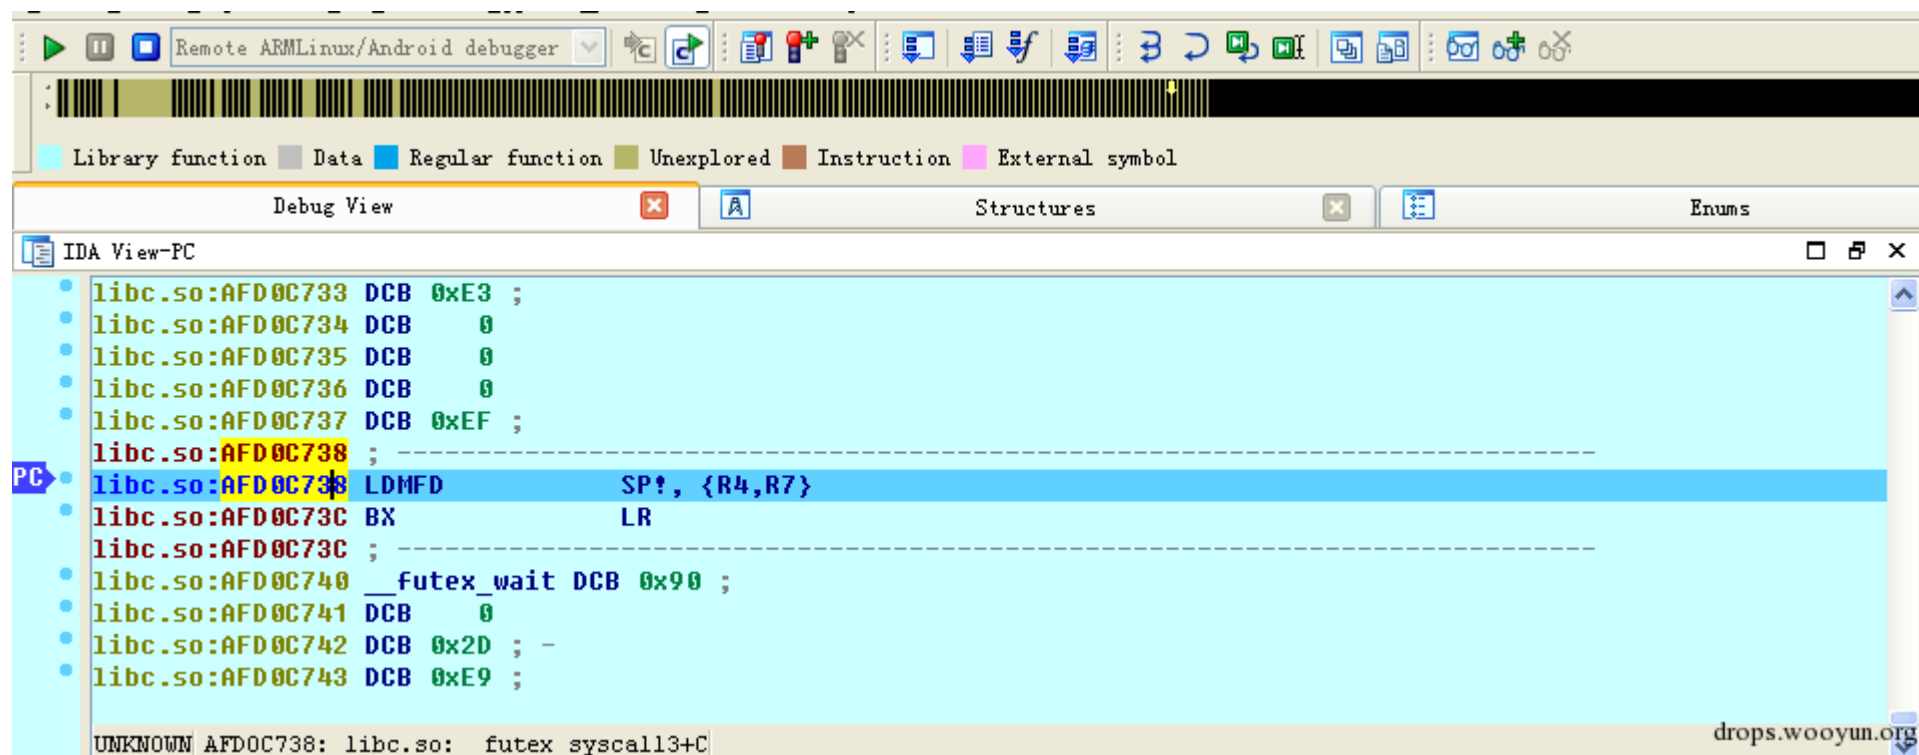 Remote ARMLinux/Android debugger
Library function Data Regular function Unexplored Instruction External symbol
Debug View Structures Enums
IDA View-PC
libc.so:AFD0C733 DCB 0xE3 ;
libc.so:AFD0C734 DCB 0
libc.so:AFD0C735 DCB 0
libc.so:AFD0C736 DCB 0
libc.so:AFD0C737 DCB 0xEF ;
libc.so:AFD0C738 ; ---------------------------------------------------------------------------
PC libc.so:AFD0C738 LDMFD SP!, {R4,R7}
libc.so:AFD0C73C BX LR
libc.so:AFD0C73C ; ---------------------------------------------------------------------------
libc.so:AFD0C740 __futex_wait DCB 0x90 ;
libc.so:AFD0C741 DCB 0
libc.so:AFD0C742 DCB 0x2D ; -
libc.so:AFD0C743 DCB 0xE9 ;
UNKNOWN AFD0C738: libc.so: futex syscall3+C
drops.wooyun.org